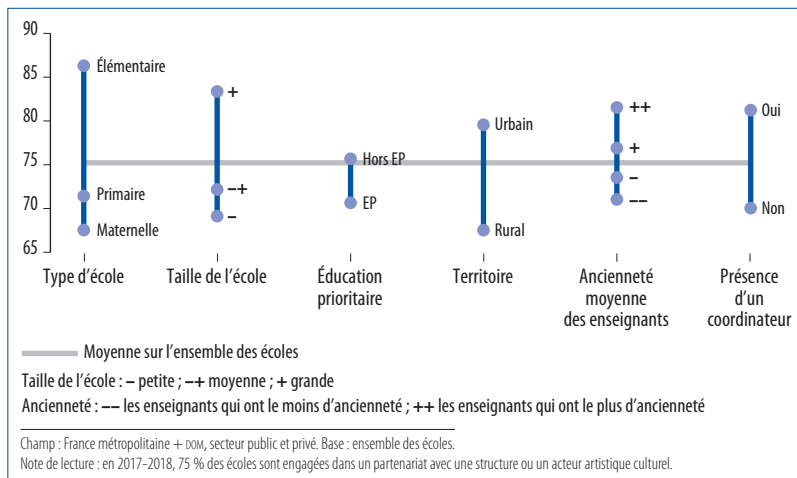 90
85
80
75
70
65
Élémentaire
Primaire
Maternelle
+
–+
–
Hors EP
EP
Urbain
Rural
++
+
–
––
Oui
Non
Type d'école
Taille de l'école
Éducation
prioritaire
Territoire
Ancienneté
moyenne
des enseignants
Présence
d'un
coordinateur
Moyenne sur l'ensemble des écoles
Taille de l'école : – petite ; –+ moyenne ; + grande
Ancienneté : –– les enseignants qui ont le moins d'ancienneté ; ++ les enseignants qui ont le plus d'ancienneté
Champ : France métropolitaine + DOM, secteur public et privé. Base : ensemble des écoles.
Note de lecture : en 2017-2018, 75 % des écoles sont engagées dans un partenariat avec une structure ou un acteur artistique culturel.